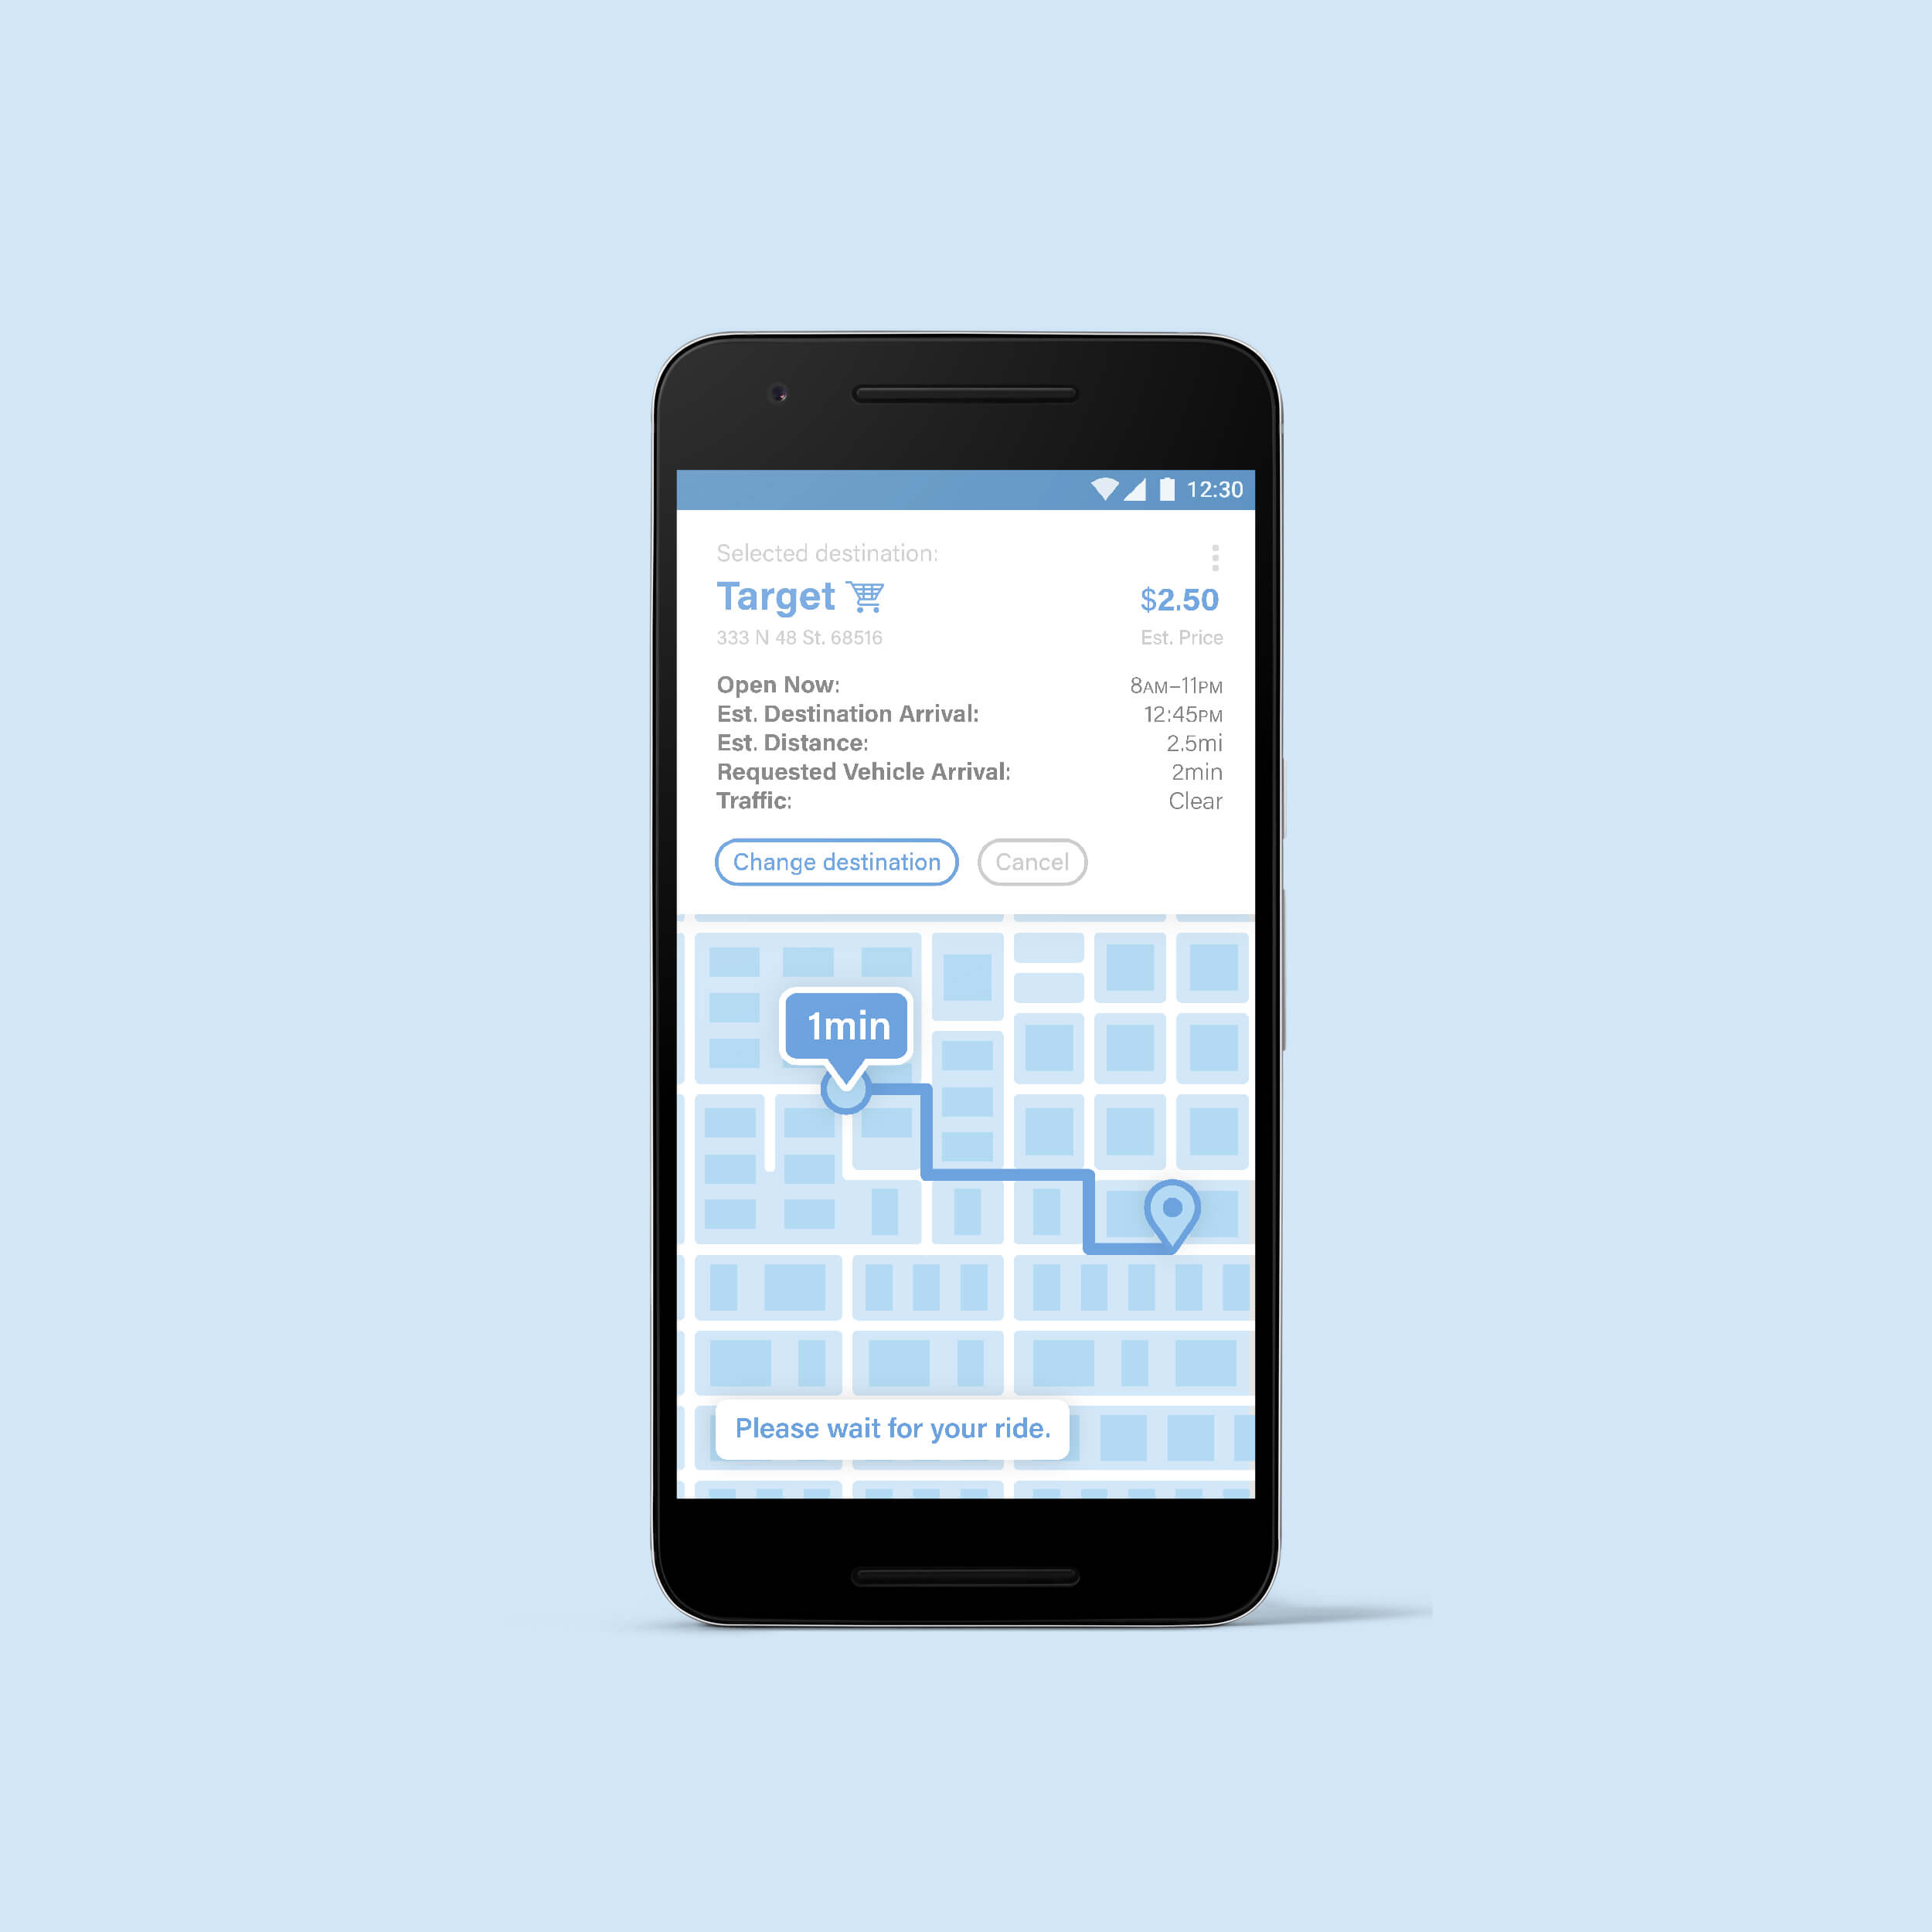 12:30
Selected destination:
Target
$2.50
333 N 48 St. 68516
Est. Price
Open Now: 8AM–11PM
Est. Destination Arrival: 12:45PM
Est. Distance: 2.5mi
Requested Vehicle Arrival: 2min
Traffic: Clear
Change destination
Cancel
1min
Please wait for your ride.